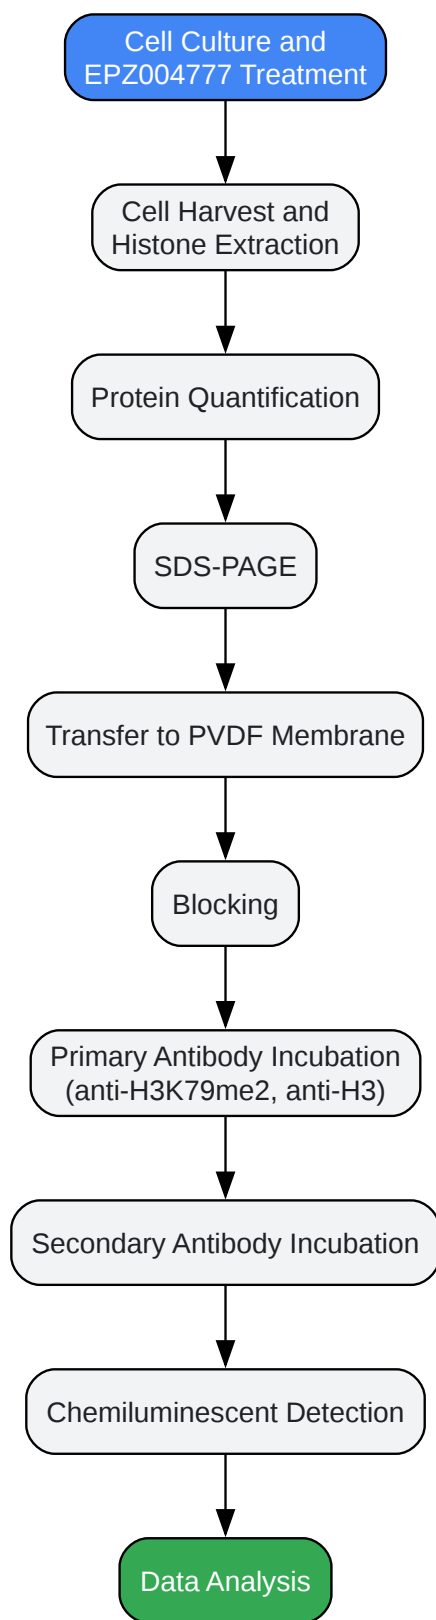 Cell Culture and
EPZ004777 Treatment
Cell Harvest and
Histone Extraction
Protein Quantification
SDS-PAGE
Transfer to PVDF Membrane
Blocking
Primary Antibody Incubation
(anti-H3K79me2, anti-H3)
Secondary Antibody Incubation
Chemiluminescent Detection
Data Analysis